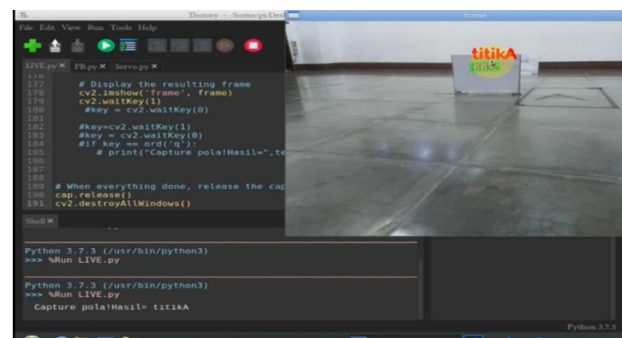 Thonny - /home/pi/Des
frame
File Edit View Run Tools Help
LIVE.py × PB.py × Servo.py ×
176
177
178 # Display the resulting frame
179 cv2.imshow('frame', frame)
180 cv2.waitKey(1)
181 #key = cv2.waitKey(0)
182
183 #key=cv2.waitKey(1)
184 #key = cv2.waitKey(0)
185 #if key == ord('q'):
186 # print("Capture pola!Hasil=",te
187
188
189 # When everything done, release the cap
190 cap.release()
191 cv2.destroyAllWindows()
titikA
Shell ×
Python 3.7.3 (/usr/bin/python3)
>>> %Run LIVE.py
Python 3.7.3 (/usr/bin/python3)
>>> %Run LIVE.py
Capture pola!Hasil= titikA
Python 3.7.3